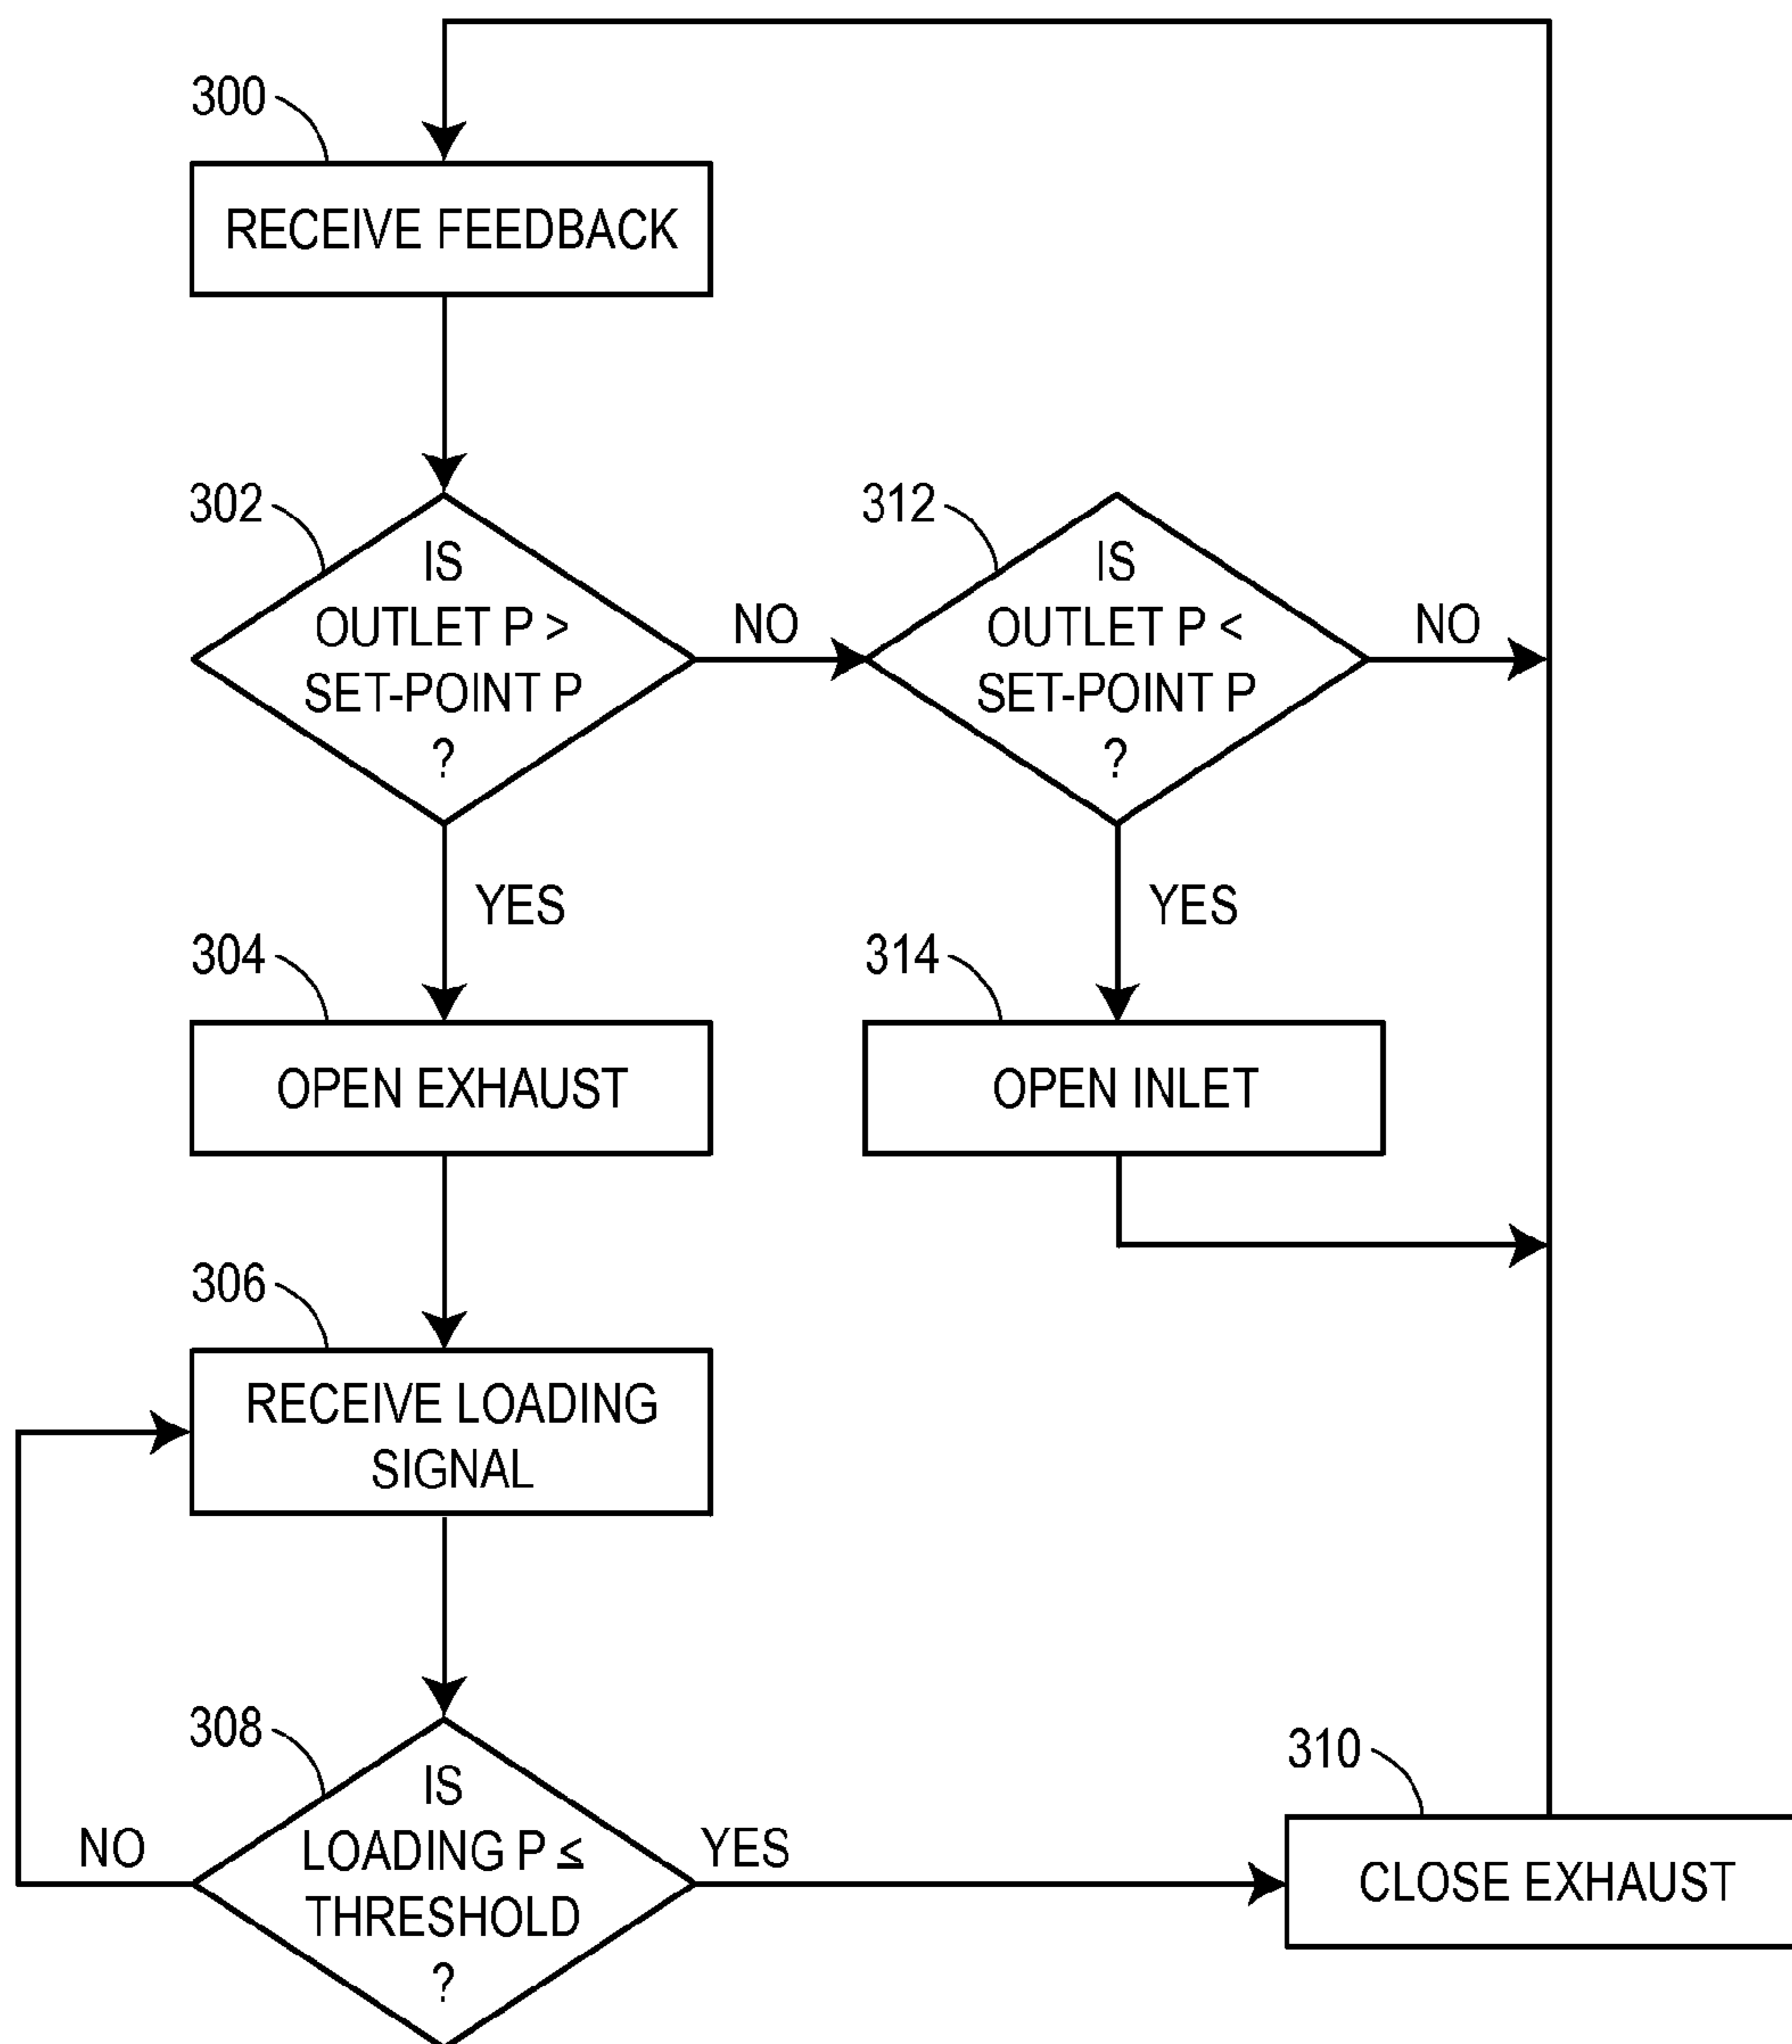 300
RECEIVE FEEDBACK
302
IS
OUTLET P >
SET-POINT P
?
NO
312
IS
OUTLET P <
SET-POINT P
?
NO
YES
YES
304
OPEN EXHAUST
314
OPEN INLET
306
RECEIVE LOADING
SIGNAL
308
IS
LOADING P ≤
THRESHOLD
?
NO
YES
310
CLOSE EXHAUST